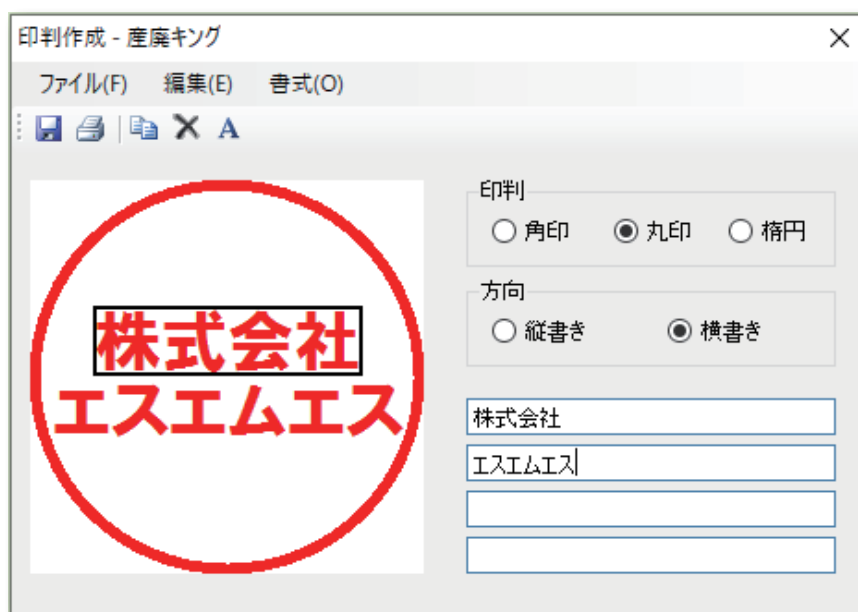 印判作成 - 産廃キング
ファイル(F) 編集(E) 書式(O)
A
株式会社
エスエムエス
印判
角印 丸印 楕円
方向
縦書き 横書き
株式会社
エスエムエス